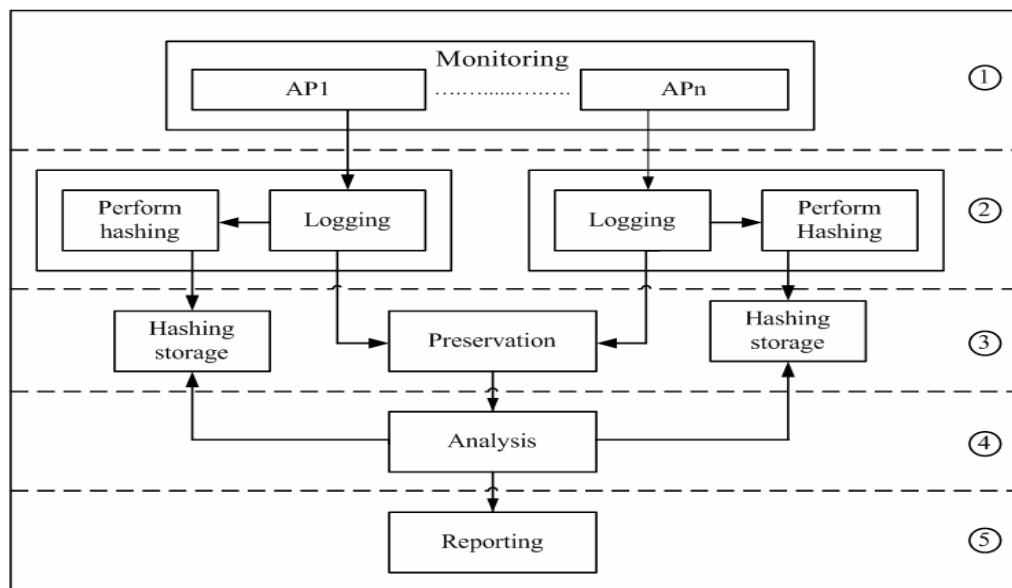 Monitoring
AP1 ..................... APn
1
Perform
hashing
Logging
Logging
Perform
Hashing
2
Hashing
storage
Preservation
Hashing
storage
3
Analysis
4
Reporting
5